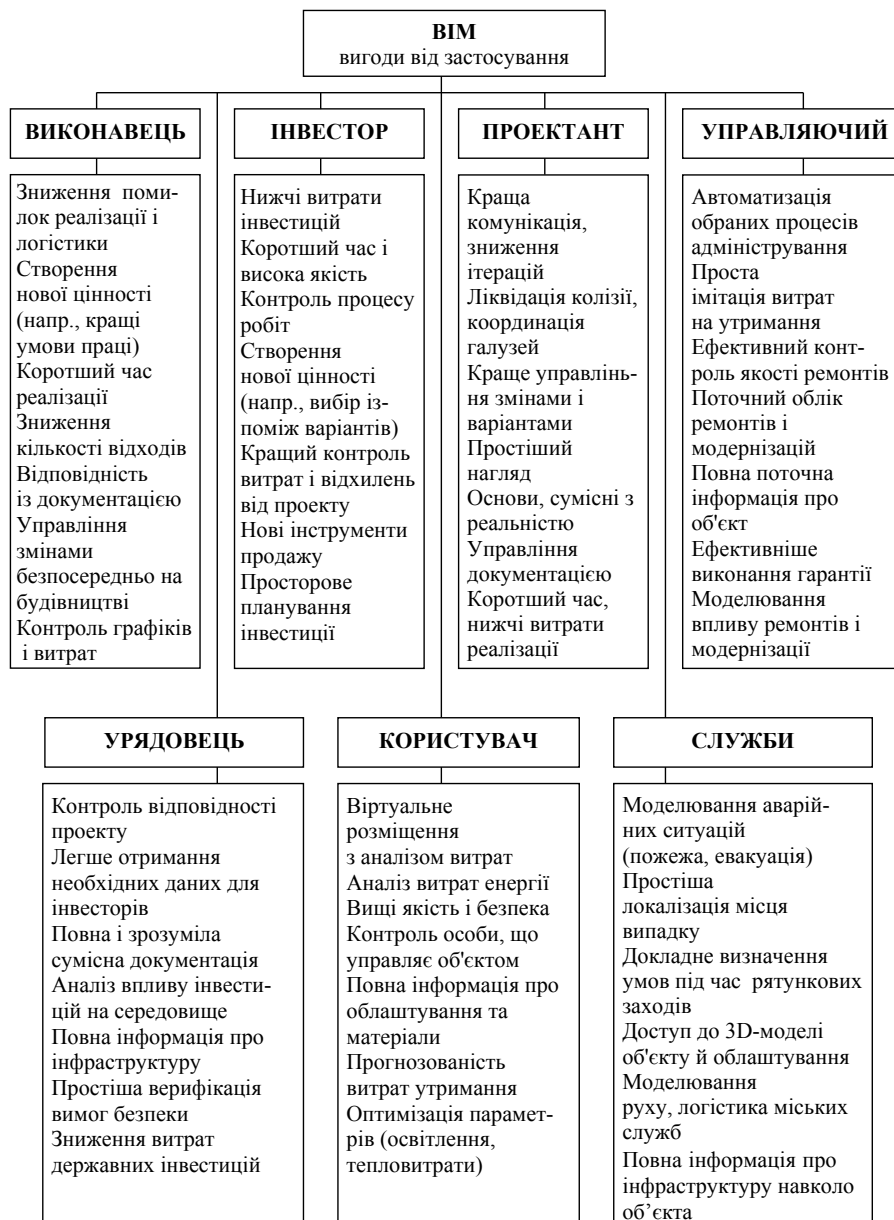 ВІМ
вигоди від застосування
ВИКОНАВЕЦЬ
Зниження поми-
лок реалізації і
логістики
Створення
нової цінності
(напр., кращі
умови праці)
Коротший час
реалізації
Зниження
кількості відходів
Відповідність
із документацією
Управління
змінами
безпосередньо на
будівництві
Контроль графіків
і витрат
ІНВЕСТОР
Нижчі витрати
інвестицій
Коротший час і
висока якість
Контроль процесу
робіт
Створення
нової цінності
(напр., вибір із-
поміж варіантів)
Кращий контроль
витрат і відхилень
від проекту
Нові інструменти
продажу
Просторове
планування
інвестиції
ПРОЕКТАНТ
Краща
комунікація,
зниження
ітерацій
Ліквідація колізії,
координація
галузей
Краще управлінь-
ня змінами і
варіантами
Простіший
нагляд
Основи, сумісні з
реальністю
Управління
документацією
Коротший час,
нижчі витрати
реалізації
УПРАВЛЯЮЧИЙ
Автоматизація
обраних процесів
адміністрування
Проста
імітація витрат
на утримання
Ефективний конт-
роль якості ремонтів
Поточний облік
ремонтів і
модернізацій
Повна поточна
інформація про
об'єкт
Ефективніше
виконання гарантії
Моделювання
впливу ремонтів і
модернізації
УРЯДОВЕЦЬ
Контроль відповідності
проекту
Легше отримання
необхідних даних для
інвесторів
Повна і зрозуміла
сумісна документація
Аналіз впливу інвести-
цій на середовище
Повна інформація про
інфраструктуру
Простіша верифікація
вимог безпеки
Зниження витрат
державних інвестицій
КОРИСТУВАЧ
Віртуальне
розміщення
з аналізом витрат
Аналіз витрат енергії
Вищі якість і безпека
Контроль особи, що
управляє об'єктом
Повна інформація про
облаштування та
матеріали
Прогнозованість
витрат утримання
Оптимізація парамет-
рів (освітлення,
тепловитрати)
СЛУЖБИ
Моделювання аварій-
них ситуацій
(пожежа, евакуація)
Простіша
локалізація місця
випадку
Докладне визначення
умов під час рятункових
заходів
Доступ до 3D-моделі
об'єкту й облаштування
Моделювання
руху, логістика міських
служб
Повна інформація про
інфраструктуру навколо
об’єкта